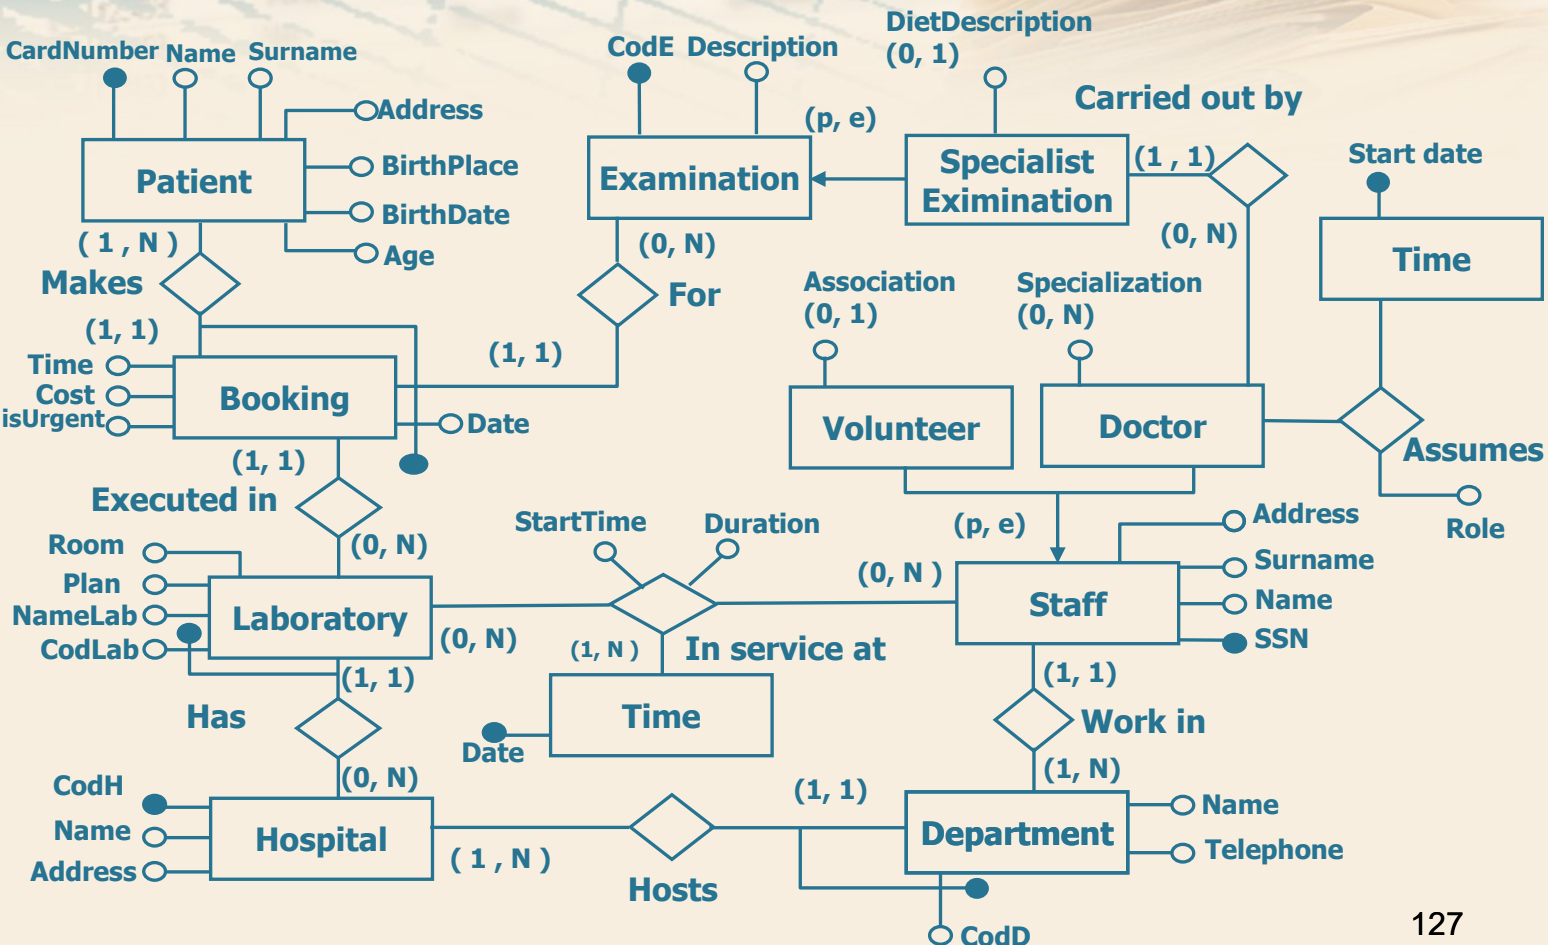 DietDescription
(0, 1)
CardNumber Name Surname
CodE Description
Address
(p, e)
Carried out by
Patient
BirthPlace
BirthDate
Age
Examination
Specialist
Eximination
(1 , 1)
Start date
( 1 , N )
Makes
(0, N)
For
(0, N)
Time
Association
(0, 1)
Specialization
(0, N)
(1, 1)
(1, 1)
Time
Cost
isUrgent
Booking
Date
Volunteer
Doctor
Assumes
Role
(1, 1)
Executed in
(0, N)
StartTime
Duration
(p, e)
Address
Surname
Name
SSN
Room
Plan
NameLab
CodLab
Laboratory
(0, N)
(0, N )
Staff
(1, N )
In service at
(1, 1)
Has
(1, 1)
Time
Date
Work in
(0, N)
(1, N)
CodH
Name
Address
Hospital
( 1 , N )
Hosts
(1, 1)
Department
Name
Telephone
CodD
127